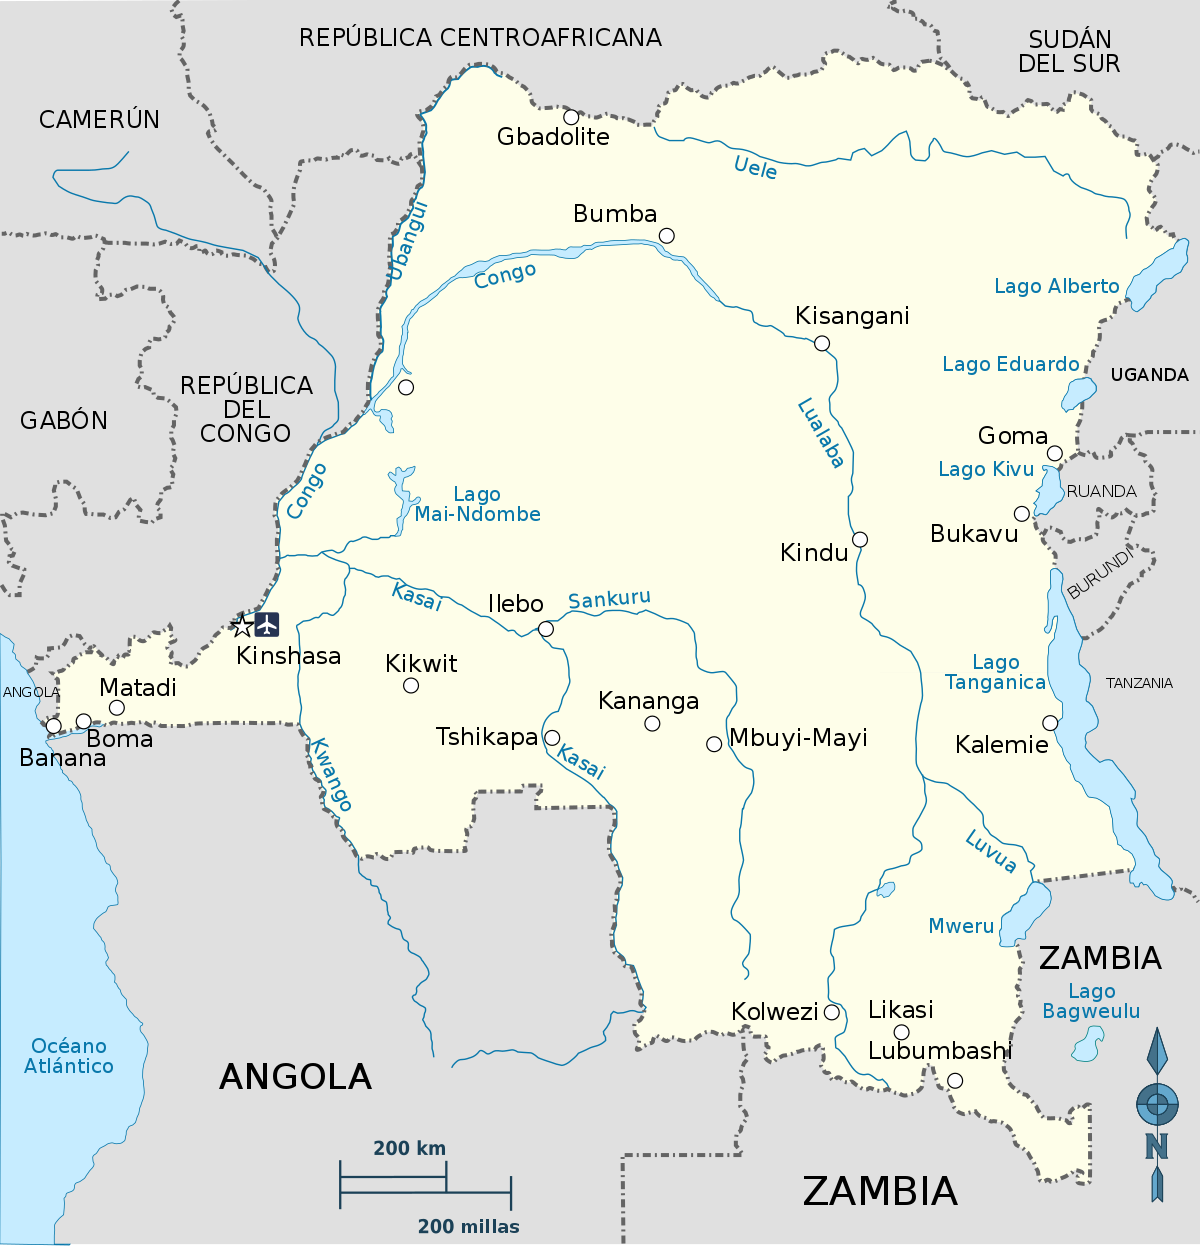 REPÚBLICA CENTROAFRICANA
SUDÁN
DEL SUR
CAMERÚN
Gbadolite
Uele
Bumba
Ubangui
Congo
Lago Alberto
Kisangani
Lago Eduardo
UGANDA
REPÚBLICA
DEL
CONGO
GABÓN
Lualaba
Goma
Lago Kivu
RUANDA
Congo
Lago
Mai-Ndombe
Bukavu
Kindu
BURUNDI
Kasai
Ilebo
Sankuru
Kinshasa
Kikwit
Lago
Tanganica
TANZANIA
ANGOLA
Matadi
Kananga
Boma
Banana
Tshikapa
Mbuyi-Mayi
Kalemie
Kasai
Kwango
Luvua
Mweru
ZAMBIA
Lago
Bagweulu
Kolwezi
Likasi
Lubumbashi
Océano
Atlántico
ANGOLA
200 km
200 millas
N
ZAMBIA